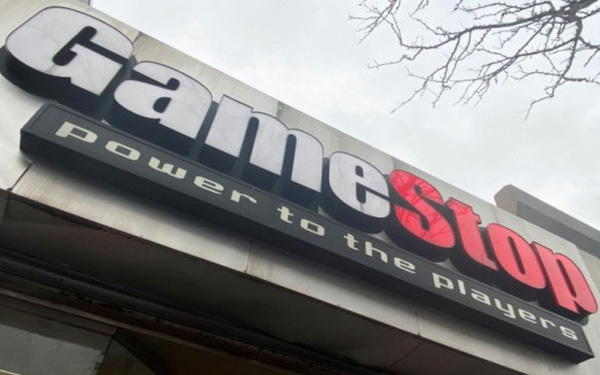 GameStop
power to the players